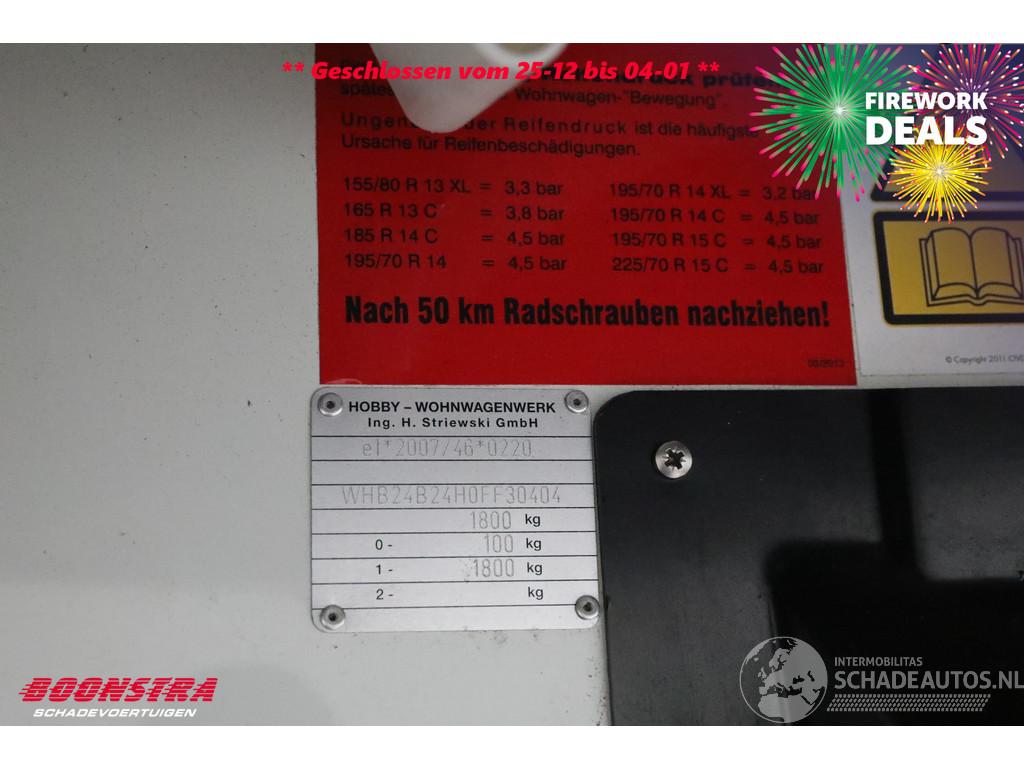 ** Geschlossen vom 25-12 bis 04-01 **
FIREWORK
DEALS
Wohnwagen-"Bewegung".
Reifendruck ist die häufigste
Ursache für Reifenbeschädigungen.
155/80 R 13 XL = 3,3 bar
165 R 13 C = 3,8 bar
185 R 14 C = 4,5 bar
195/70 R 14 = 4,5 bar
195/70 R 14 XL = 3,2 bar
195/70 R 14 C = 4,5 bar
195/70 R 15 C = 4,5 bar
225/70 R 15 C = 4,5 bar
Nach 50 km Radschrauben nachziehen!
© Copyright 2011
HOBBY – WOHNWAGENWERK
Ing. H. Striewski GmbH
e1*2007/46*0220
WHB24B24H0FF30404
1800 kg
0 - 100 kg
1 - 1800 kg
2 - kg
BOONSTRA
SCHADEVOERTUIGEN
INTERMOBILITAS
SCHADEAUTOS.NL